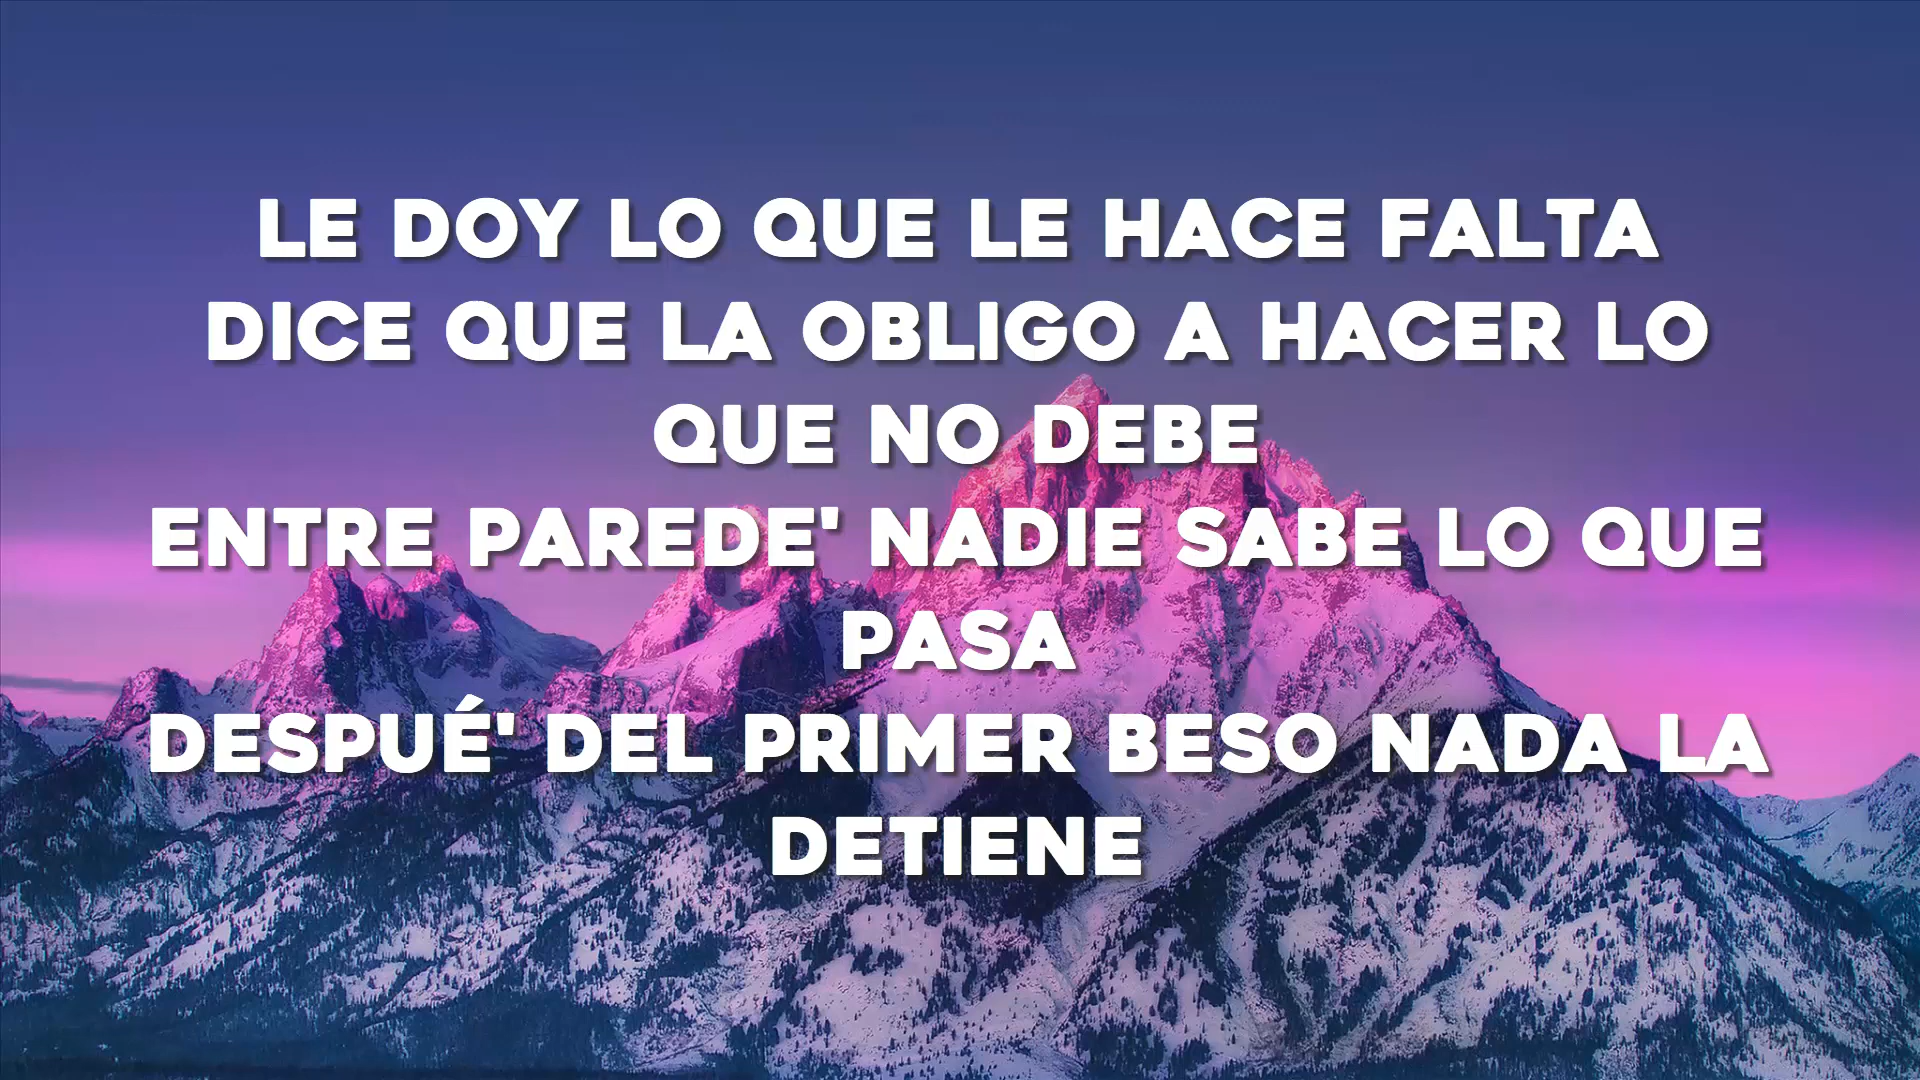 LE DOY LO QUE LE HACE FALTA
DICE QUE LA OBLIGO A HACER LO
QUE NO DEBE
ENTRE PAREDE' NADIE SABE LO QUE
PASA
DESPUÉ' DEL PRIMER BESO NADA LA
DETIENE